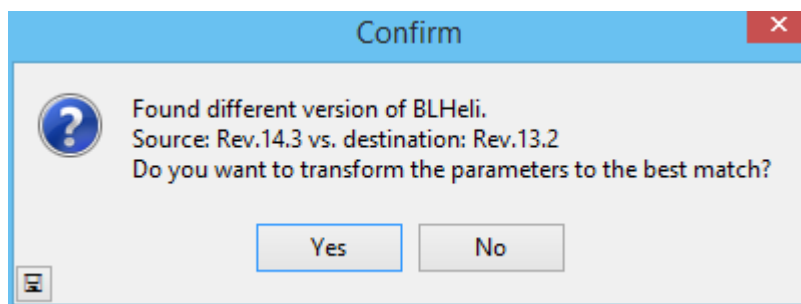 Confirm
Found different version of BLHeli.
Source: Rev.14.3 vs. destination: Rev.13.2
Do you want to transform the parameters to the best match?
Yes
No